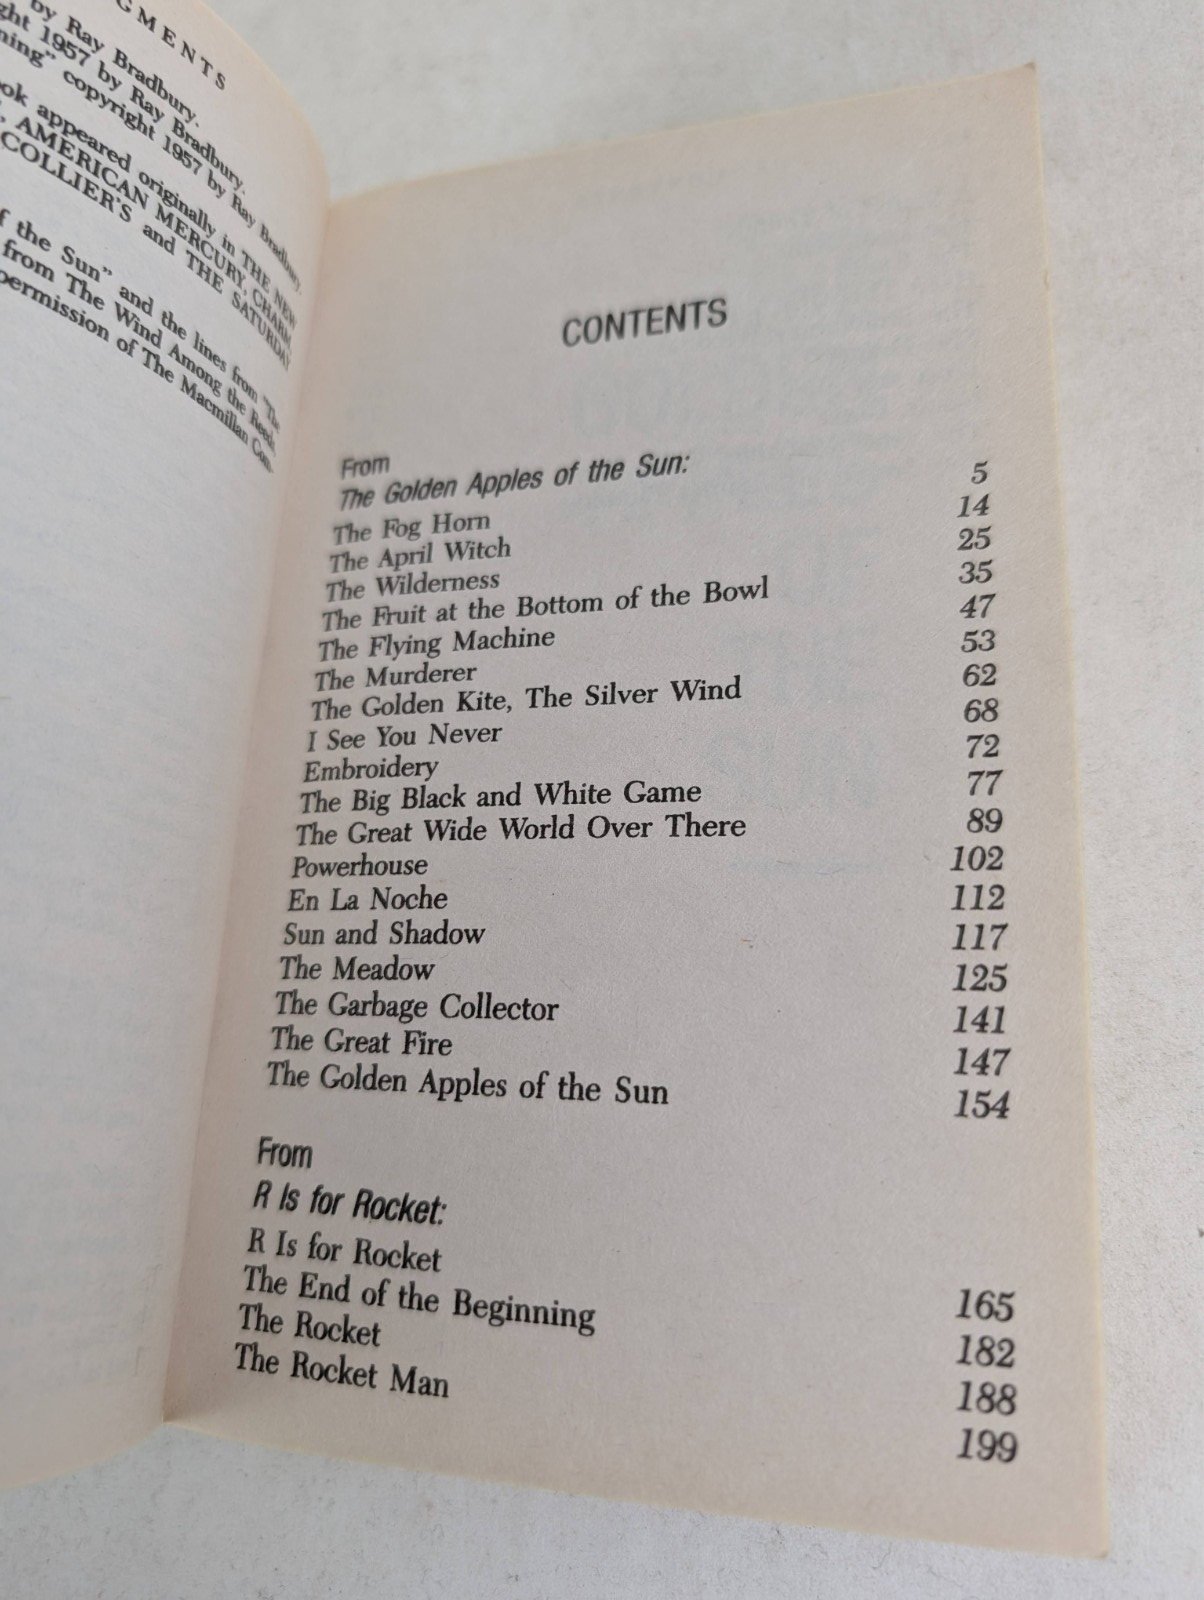 GMENTS
by Ray Bradbury.
ght 1957 by Ray Bradbury.
ning" copyright 1957 by Ray Bradbury.
ok appeared originally in THE NEW
AMERICAN MERCURY, CHARM,
COLLIER'S and THE SATURDAY
f the Sun" and the lines from "The
from The Wind Among the Reeds,
permission of The Macmillan Com-
CONTENTS
From
The Golden Apples of the Sun:
The Fog Horn 5
The April Witch 14
The Wilderness 25
The Fruit at the Bottom of the Bowl 35
The Flying Machine 47
The Murderer 53
The Golden Kite, The Silver Wind 62
I See You Never 68
Embroidery 72
The Big Black and White Game 77
The Great Wide World Over There 89
Powerhouse 102
En La Noche 112
Sun and Shadow 117
The Meadow 125
The Garbage Collector 141
The Great Fire 147
The Golden Apples of the Sun 154
From
R Is for Rocket:
R Is for Rocket 165
The End of the Beginning 182
The Rocket 188
The Rocket Man 199